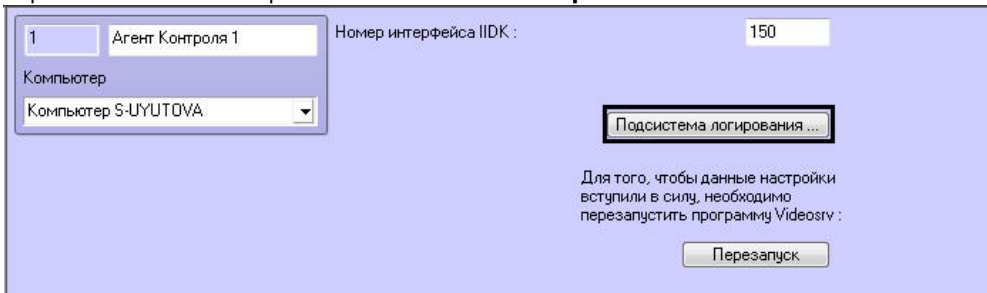 1
Агент Контроля 1
Номер интерфейса IIDK :
150
Компьютер
Компьютер S-UYUTOVA
Подсистема логирования ...
Для того, чтобы данные настройки
вступили в силу, необходимо
перезапустить программу Videosrv :
Перезапуск